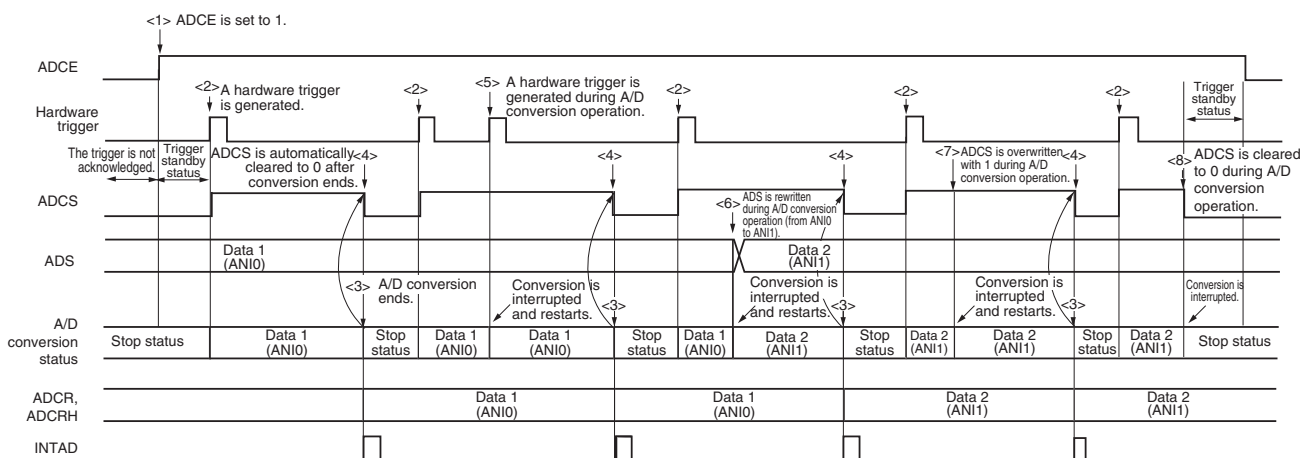 <1> ADCE is set to 1.
ADCE
<2> A hardware trigger
is generated.
<2>
<5> A hardware trigger is
generated during A/D
conversion operation.
<2>
<2>
<2>
Trigger
standby
status
Hardware
trigger
The trigger is not
acknowledged.
Trigger
standby
status
ADCS is automatically
cleared to 0 after
conversion ends.
<4>
<4>
<4>
<7> ADCS is overwritten
with 1 during A/D
conversion operation.
<4>
<8> ADCS is cleared
to 0 during A/D
conversion
operation.
ADCS
<6> ADS is rewritten
during A/D conversion
operation (from ANI0
to ANI1).
ADS
Data 1
(ANI0)
Data 2
(ANI1)
<3> A/D conversion
ends.
Conversion is
interrupted
and restarts.
<3>
Conversion is
interrupted
and restarts.
<3>
Conversion is
interrupted
and restarts.
<3>
Conversion is
interrupted.
A/D
conversion
status
Stop status
Data 1
(ANI0)
Stop
status
Data 1
(ANI0)
Data 1
(ANI0)
Stop
status
Data 1
(ANI0)
Data 2
(ANI1)
Stop
status
Data 2
(ANI1)
Data 2
(ANI1)
Stop
status
Data 2
(ANI1)
Stop status
ADCR,
ADCRH
Data 1
(ANI0)
Data 1
(ANI0)
Data 2
(ANI1)
Data 2
(ANI1)
INTAD